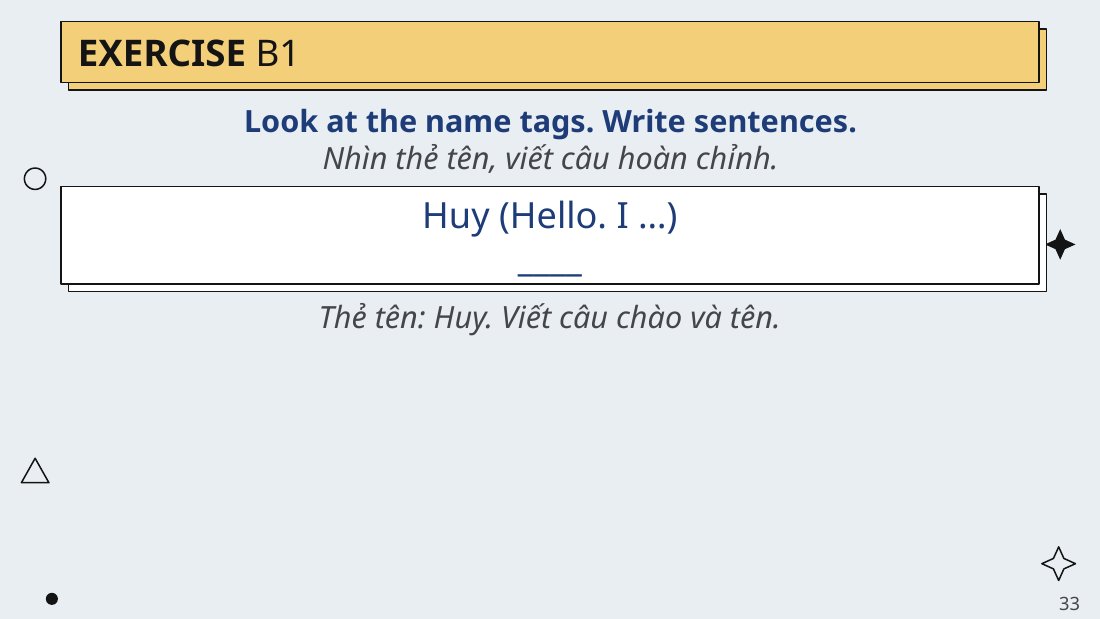 EXERCISE B1
Look at the name tags. Write sentences.
Nhìn thẻ tên, viết câu hoàn chỉnh.
Huy (Hello. I ...)
____
Thẻ tên: Huy. Viết câu chào và tên.
33